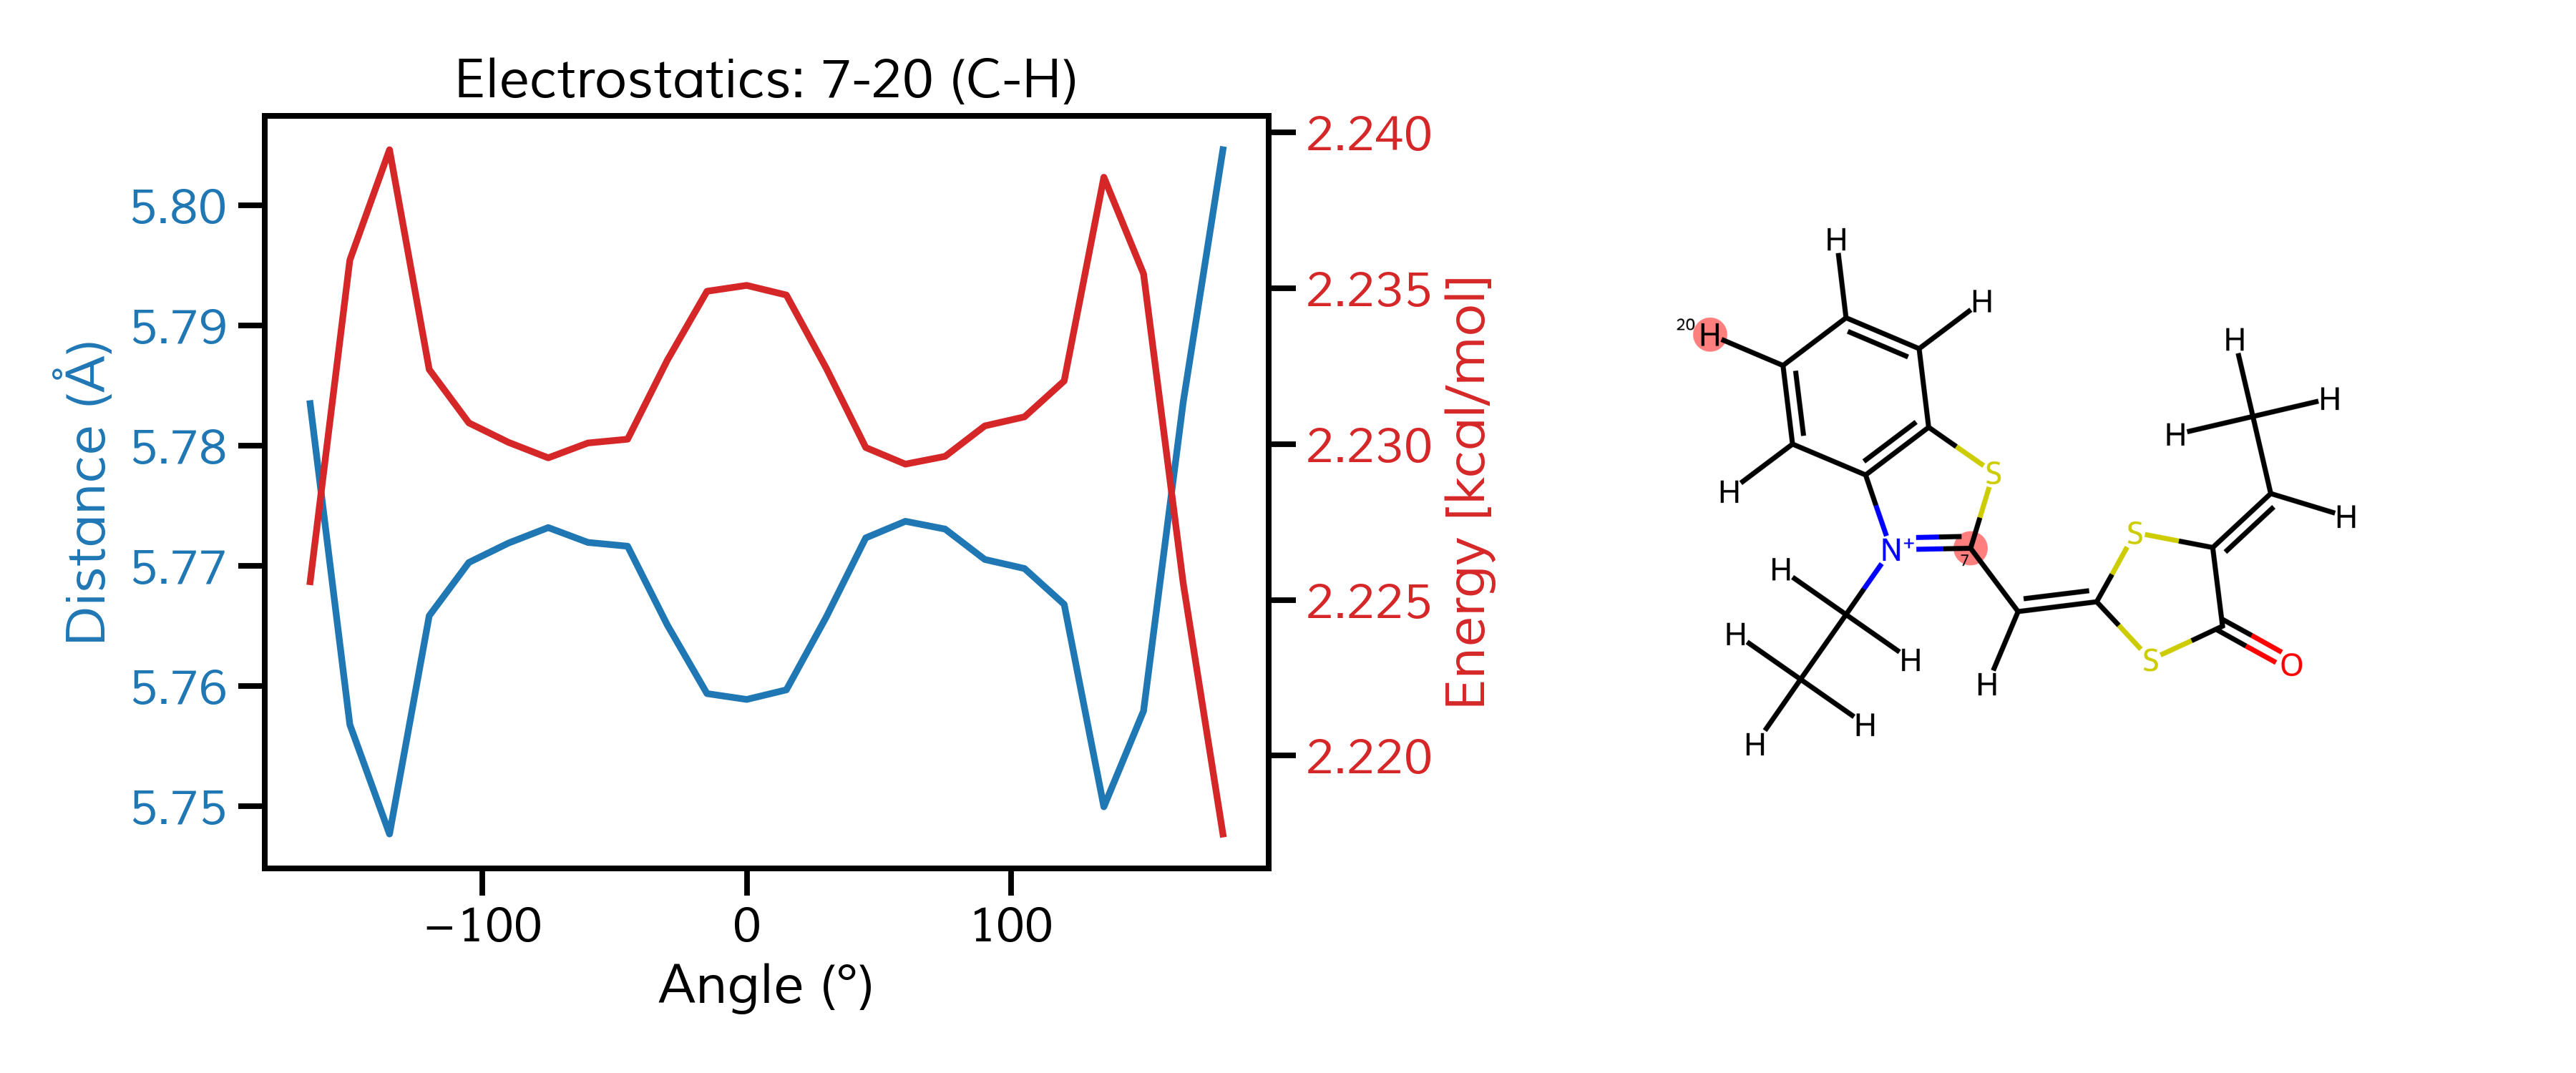 Electrostatics: 7-20 (C-H)
Distance (Å)
5.80
5.79
5.78
5.77
5.76
5.75
−100
0
100
Angle (°)
2.240
2.235
2.230
2.225
2.220
Energy [kcal/mol]
H
H
20 H
H
H
H
H
S
H
H
S
N+
7
H
H
H
S
O
H
H
H
H